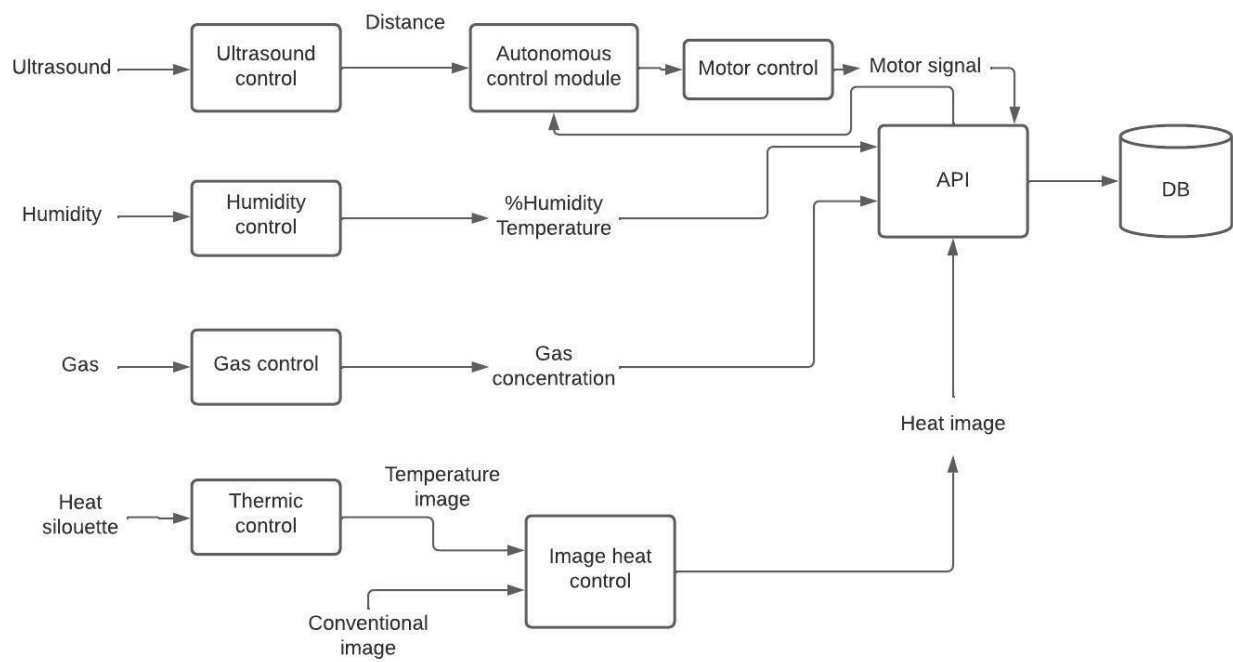 Distance
Ultrasound
Ultrasound
control
Autonomous
control module
Motor control
Motor signal
API
DB
Humidity
Humidity
control
%Humidity
Temperature
Gas
Gas control
Gas
concentration
Heat image
Heat
silouette
Thermic
control
Temperature
image
Image heat
control
Conventional
image